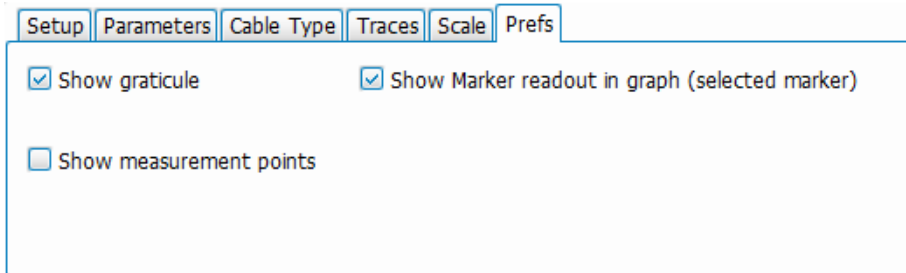 Setup Parameters Cable Type Traces Scale Prefs
Show graticule Show Marker readout in graph (selected marker)
Show measurement points